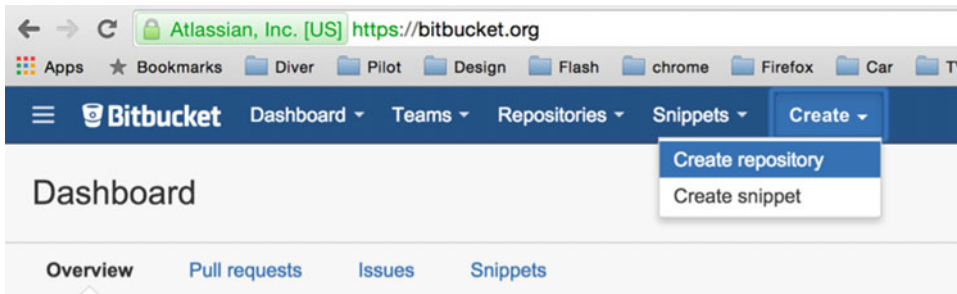 Atlassian, Inc. [US] https://bitbucket.org
Apps Bookmarks Diver Pilot Design Flash chrome Firefox Car
Bitbucket Dashboard Teams Repositories Snippets Create
Create repository
Create snippet
Dashboard
Overview Pull requests Issues Snippets